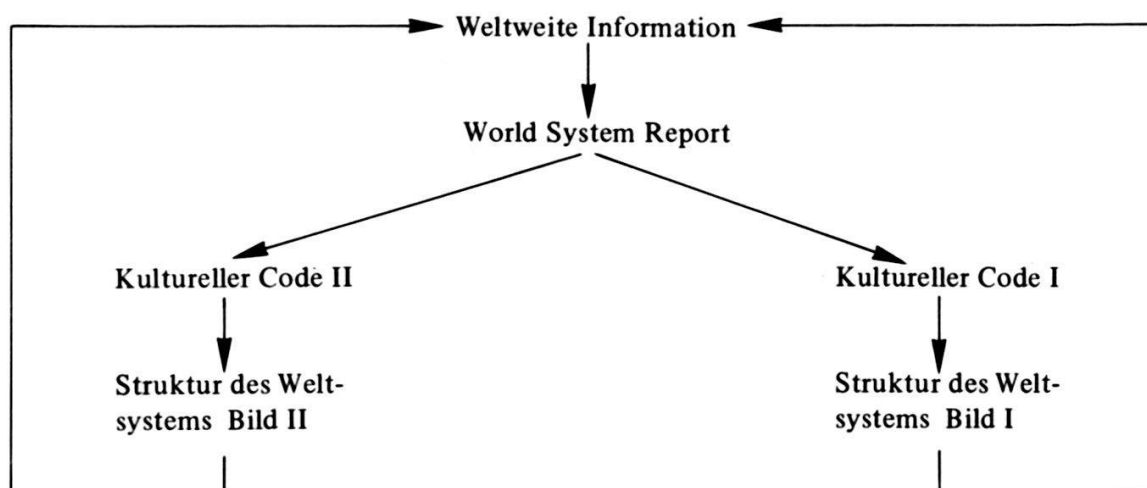 Weltweite Information
World System Report
Kultureller Code II
Kultureller Code I
Struktur des Welt-
systems Bild II
Struktur des Welt-
systems Bild I